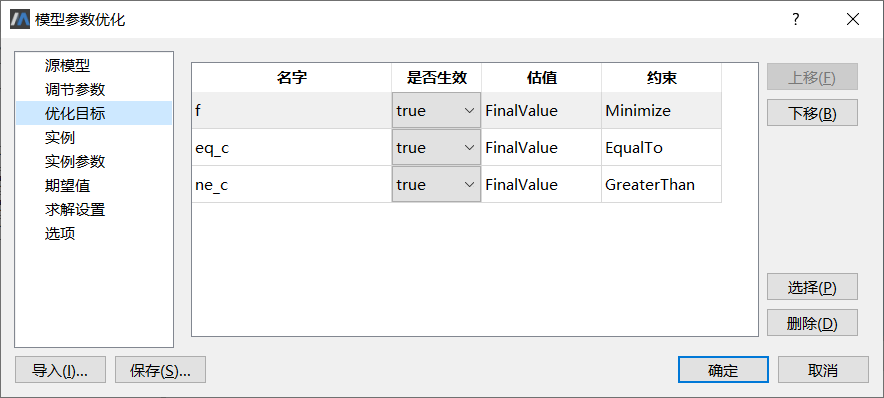 模型参数优化
源模型
调节参数
优化目标
实例
实例参数
期望值
求解设置
选项
名字 是否生效 估值 约束
f true FinalValue Minimize
eq_c true FinalValue EqualTo
ne_c true FinalValue GreaterThan
上移(F)
下移(B)
选择(P)
删除(D)
导入(I)... 保存(S)... 确定 取消